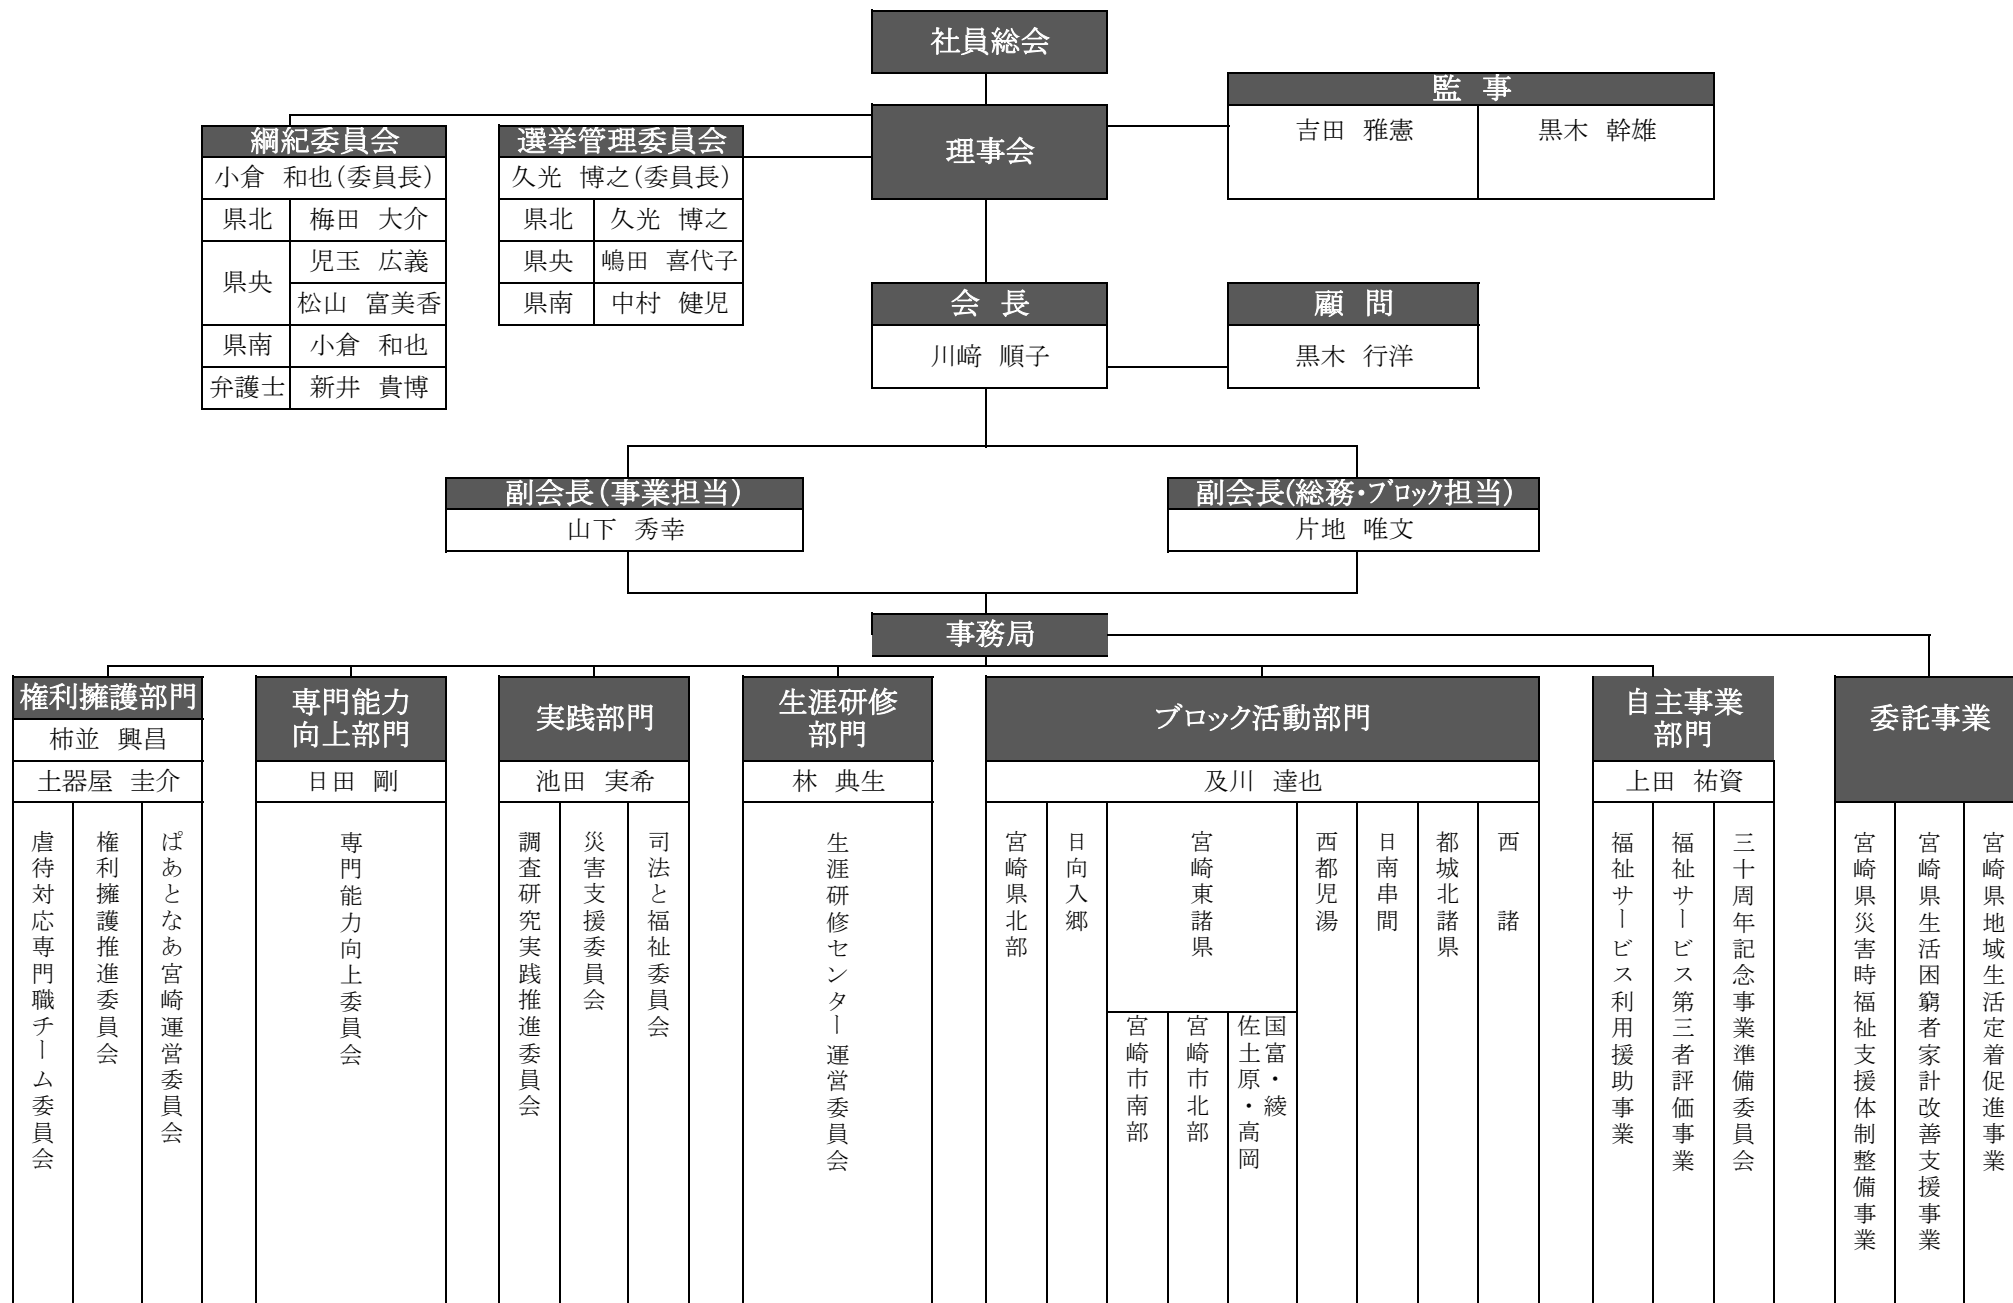 社員総会
監 事
吉田 雅憲
黒木 幹雄
理事会
綱紀委員会
小倉 和也(委員長)
県北
梅田 大介
県央
児玉 広義
松山 富美香
県南
小倉 和也
弁護士
新井 貴博
選挙管理委員会
久光 博之(委員長)
県北
久光 博之
県央
嶋田 喜代子
県南
中村 健児
会 長
川﨑 順子
顧 問
黒木 行洋
副会長(事業担当)
山下 秀幸
副会長(総務・ブロック担当)
片地 唯文
事務局
権利擁護部門
柿並 興昌
土器屋 圭介
虐待対応専門職チーム委員会
権利擁護推進委員会
ぱあとなあ宮崎運営委員会
専門能力
向上部門
日田 剛
専門能力向上委員会
実践部門
池田 実希
調査研究実践推進委員会
災害支援委員会
司法と福祉委員会
生涯研修
部門
林 典生
生涯研修センター運営委員会
ブロック活動部門
及川 達也
宮崎県北部
日向入郷
宮崎東諸県
宮崎市南部
宮崎市北部
国富・綾
佐土原・高岡
西都児湯
日南串間
都城北諸県
西 諸
自主事業
部門
上田 祐資
福祉サービス利用援助事業
福祉サービス第三者評価事業
三十周年記念事業準備委員会
委託事業
宮崎県災害時福祉支援体制整備事業
宮崎県生活困窮者家計改善支援事業
宮崎県地域生活定着促進事業